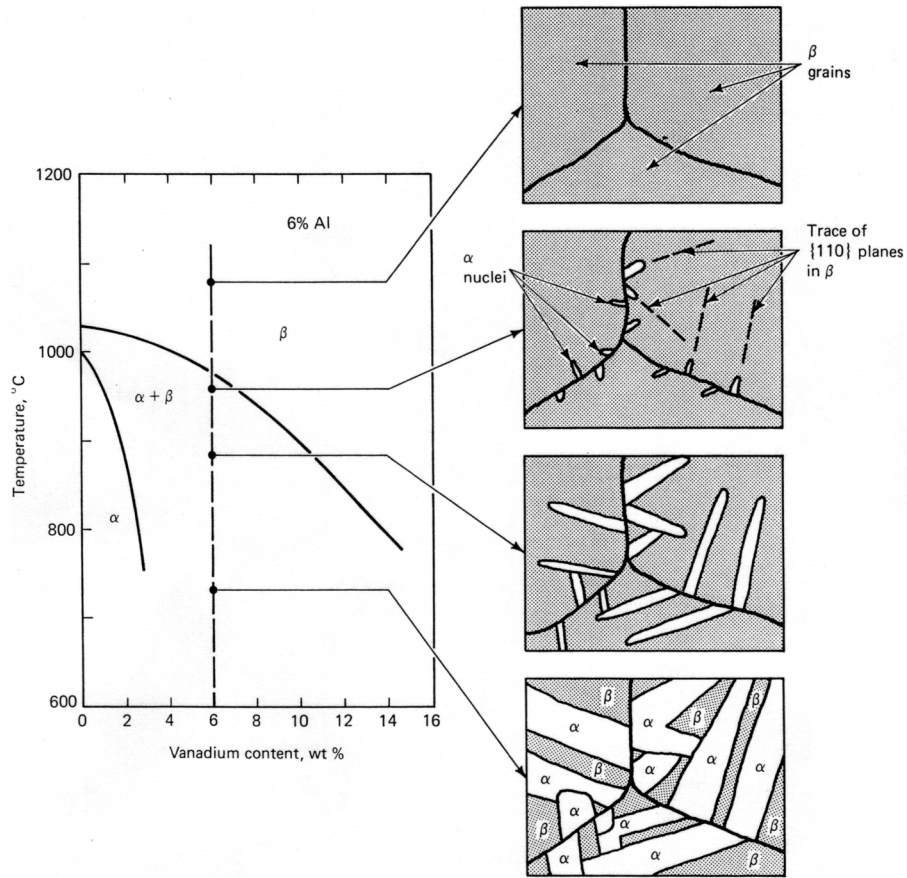 β
grains
1200
6% Al
Trace of
{110} planes
in β
α
nuclei
β
1000
α + β
Temperature, °C
α
800
600
0 2 4 6 8 10 12 14 16
Vanadium content, wt %
β
α
β
β
α
β
α
α
β
α
α
α
β
β
α
α
β